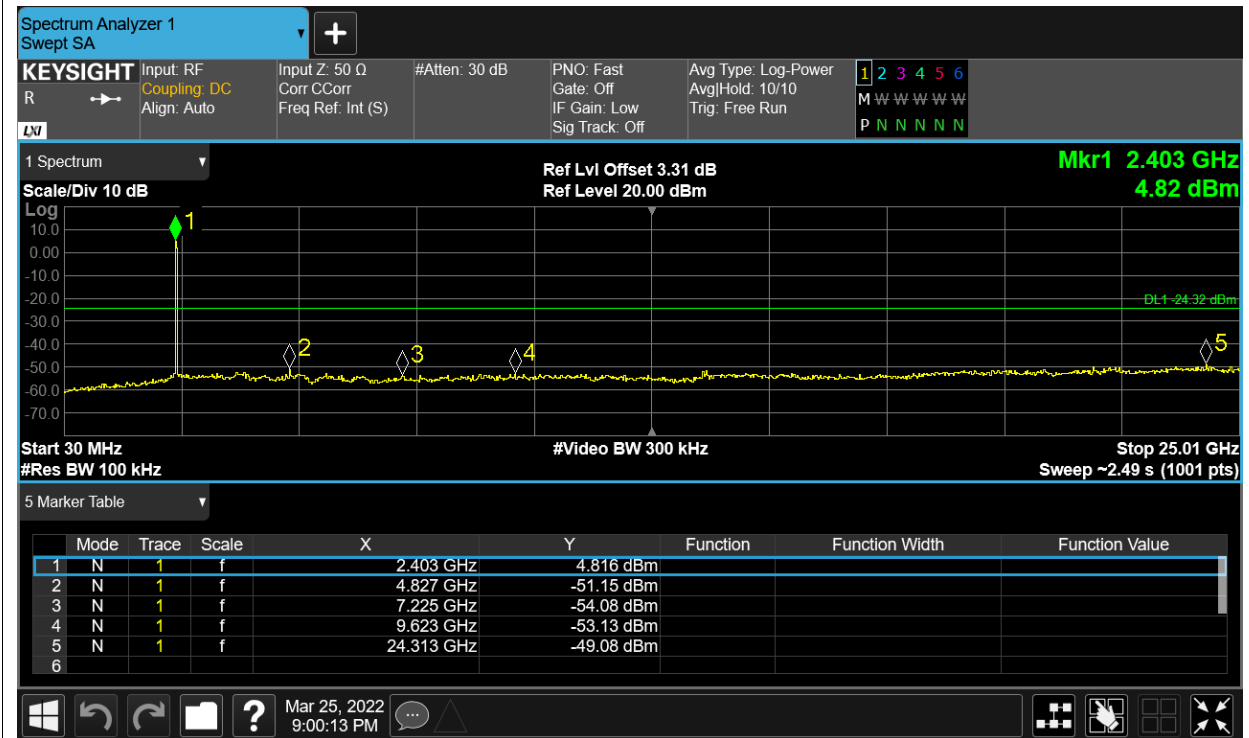 Spectrum Analyzer 1
Swept SA
+
KEYSIGHT
R
LXI
Input: RF
Coupling: DC
Align: Auto
Input Z: 50 Ω
Corr CCorr
Freq Ref: Int (S)
#Atten: 30 dB
PNO: Fast
Gate: Off
IF Gain: Low
Sig Track: Off
Avg Type: Log-Power
Avg|Hold: 10/10
Trig: Free Run
1 2 3 4 5 6
M W W W W W
P N N N N N
1 Spectrum
Scale/Div 10 dB
Ref Lvl Offset 3.31 dB
Ref Level 20.00 dBm
Mkr1 2.403 GHz
4.82 dBm
Log
10.0
0.00
-10.0
-20.0
-30.0
-40.0
-50.0
-60.0
-70.0
1
2
3
4
5
DL1 -24.32 dBm
Start 30 MHz
#Res BW 100 kHz
#Video BW 300 kHz
Stop 25.01 GHz
Sweep ~2.49 s (1001 pts)
5 Marker Table
Mode Trace Scale X Y Function Function Width Function Value
1 N 1 f 2.403 GHz 4.816 dBm
2 N 1 f 4.827 GHz -51.15 dBm
3 N 1 f 7.225 GHz -54.08 dBm
4 N 1 f 9.623 GHz -53.13 dBm
5 N 1 f 24.313 GHz -49.08 dBm
6
?
Mar 25, 2022
9:00:13 PM